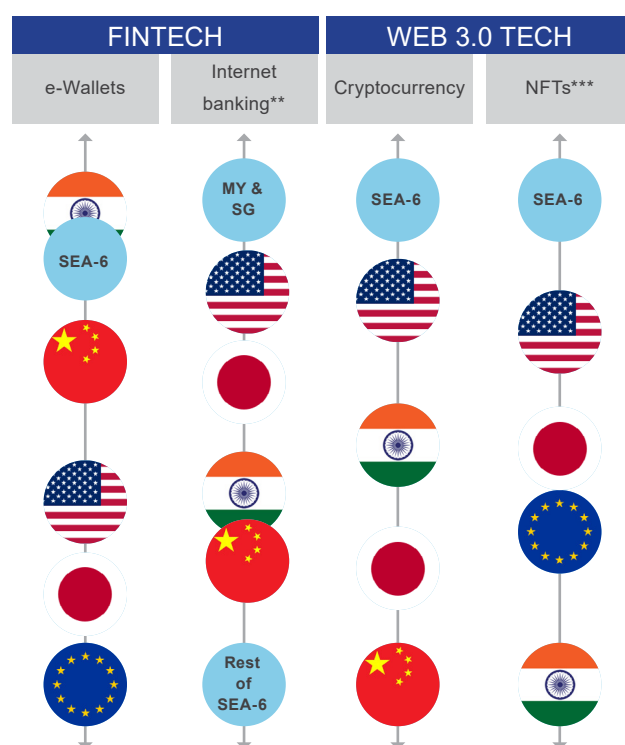 FINTECH
WEB 3.0 TECH
e-Wallets
Internet
banking**
Cryptocurrency
NFTs***
SEA-6
MY &
SG
Rest
of
SEA-6
SEA-6
SEA-6